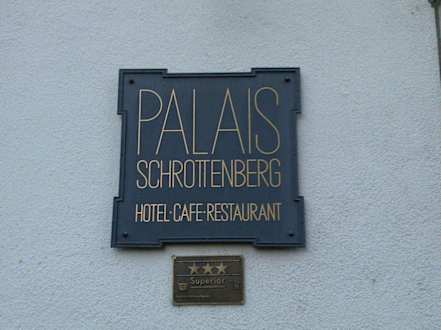 PALAIS
SCHROTTENBERG
HOTEL·CAFE·RESTAURANT
Superior